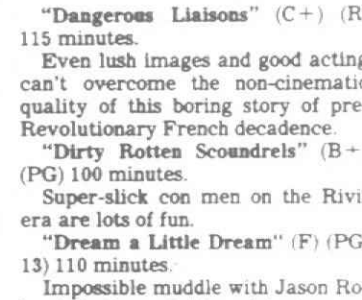 "Dangerous Liaisons" (C+) (R
115 minutes.
Even lush images and good acting
can't overcome the non-cinematic
quality of this boring story of pre
Revolutionary French decadence.
"Dirty Rotten Scoundrels" (B+
(PG) 100 minutes.
Super-slick con men on the Rivi
era are lots of fun.
"Dream a Little Dream" (F) (PG
13) 110 minutes.
Impossible muddle with Jason Ro